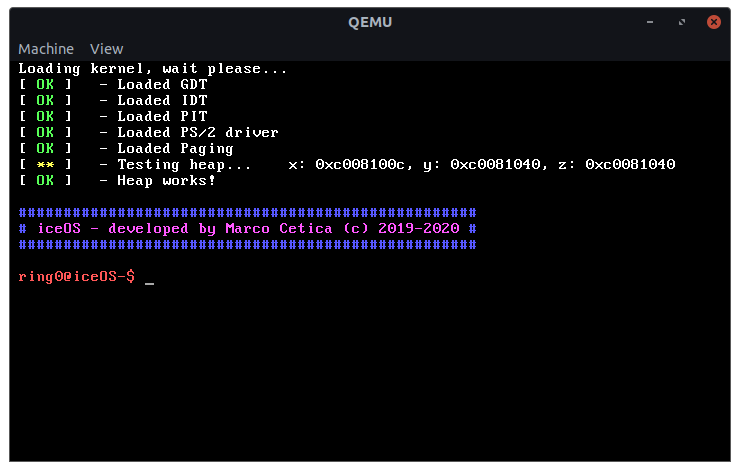 QEMU
Machine View
Loading kernel, wait please...
[ OK ] - Loaded GDT
[ OK ] - Loaded IDT
[ OK ] - Loaded PIT
[ OK ] - Loaded PS/2 driver
[ OK ] - Loaded Paging
[ ** ] - Testing heap... x: 0xc008100c, y: 0xc0081040, z: 0xc0081040
[ OK ] - Heap works!
###################################################
# iceOS - developed by Marco Cetica (c) 2019-2020 #
###################################################
ring0@iceOS-$ _